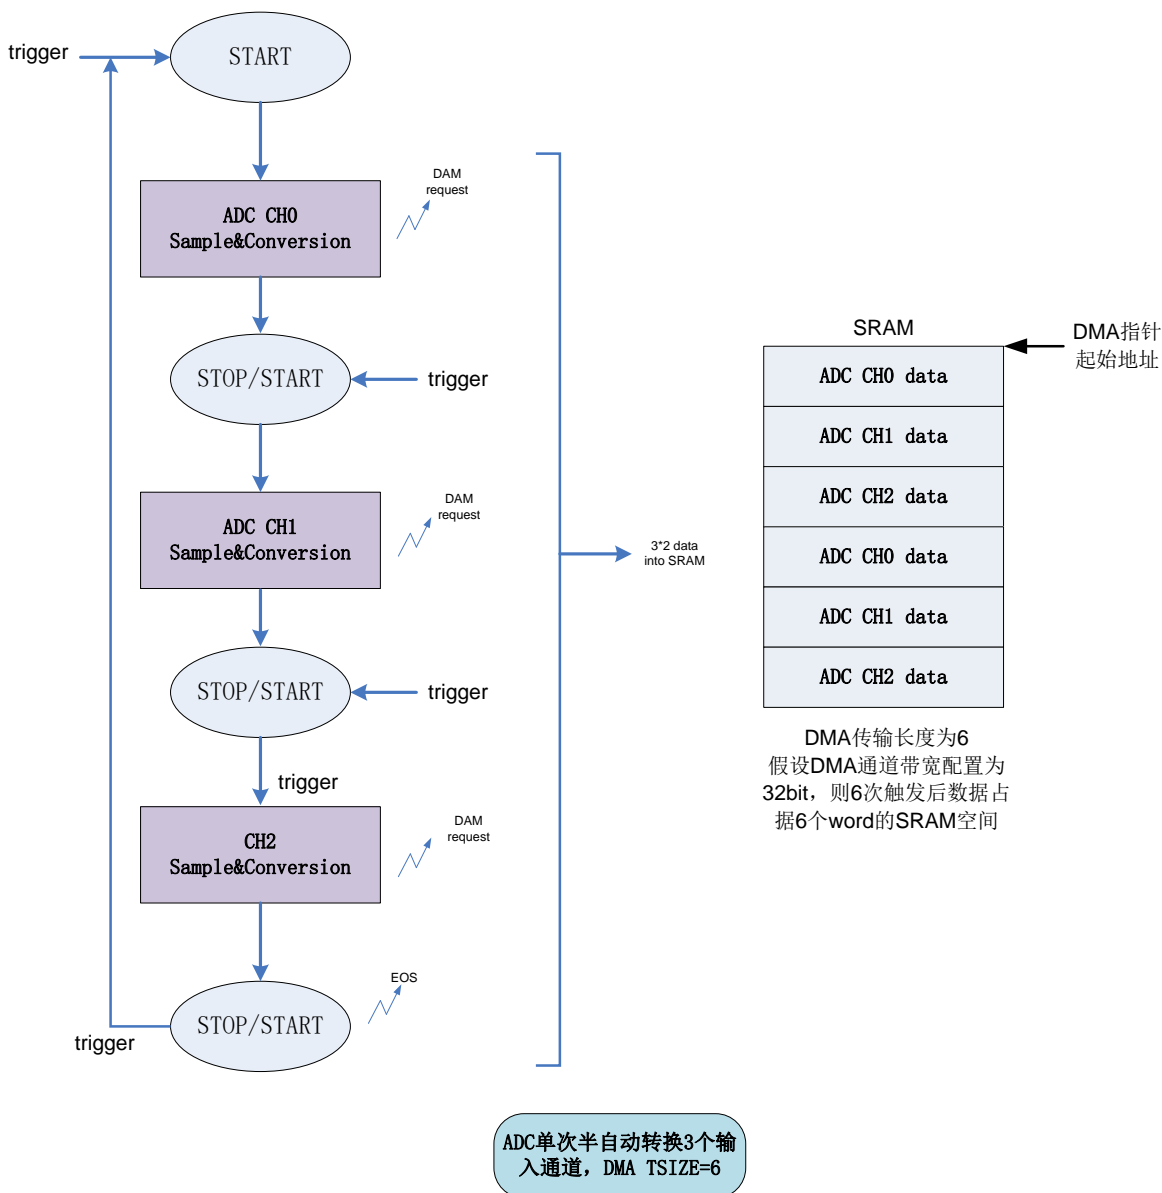 trigger
START
DAM
request
ADC CH0
Sample&Conversion
STOP/START
trigger
DAM
request
ADC CH1
Sample&Conversion
STOP/START
trigger
trigger
DAM
request
CH2
Sample&Conversion
EOS
STOP/START
trigger
3*2 data
into SRAM
SRAM
DMA指针
起始地址
ADC CH0 data
ADC CH1 data
ADC CH2 data
ADC CH0 data
ADC CH1 data
ADC CH2 data
DMA传输长度为6
假设DMA通道带宽配置为
32bit，则6次触发后数据占
据6个word的SRAM空间
ADC单次半自动转换3个输
入通道，DMA TSIZE=6